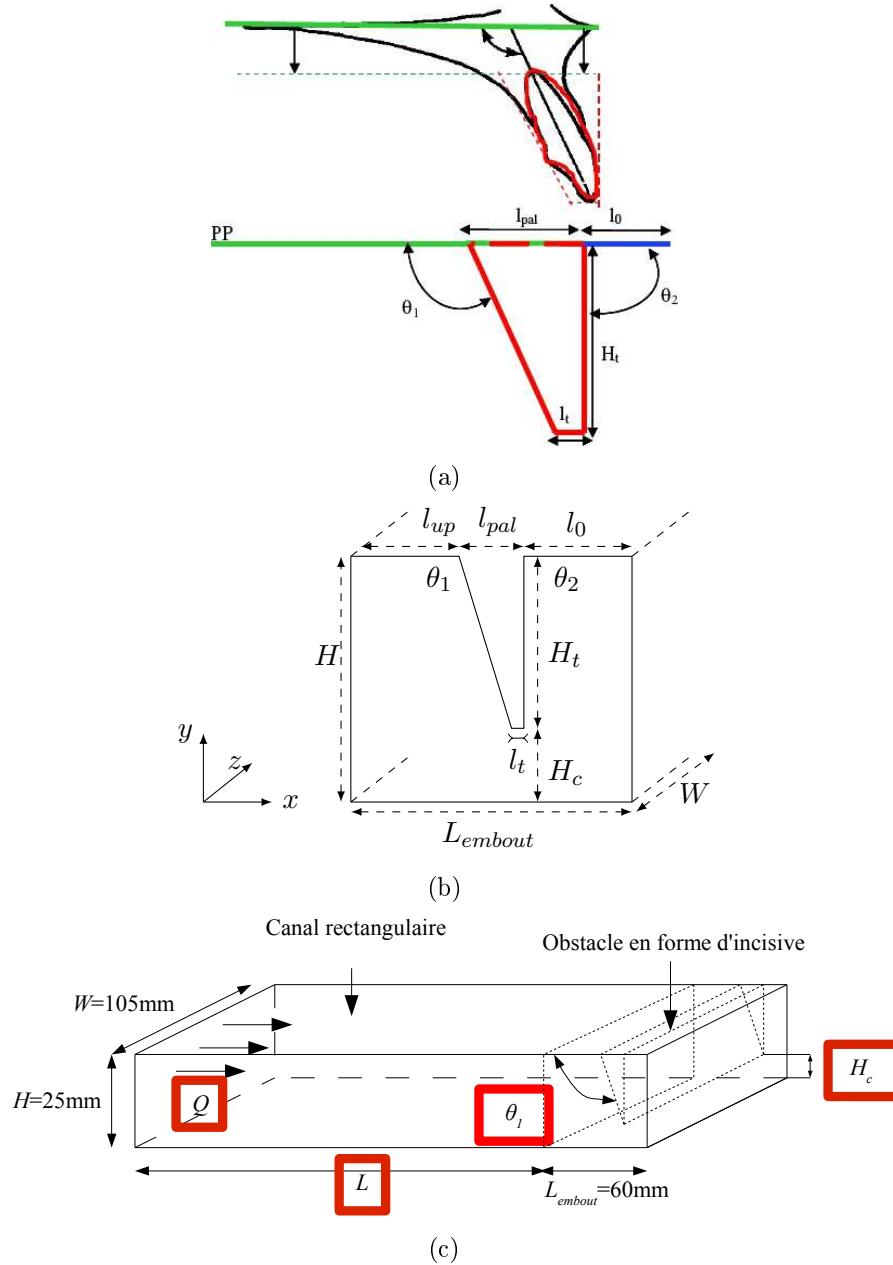 l_pal l_0
PP
θ_1 θ_2
H_t
l_t
(a)
l_up l_pal l_0
θ_1 θ_2
H H_t
y
z l_t H_c
x W
L_embout
(b)
Canal rectangulaire
Obstacle en forme d'incisive
W=105mm
H_c
H=25mm Q θ_1
L L_embout=60mm
(c)